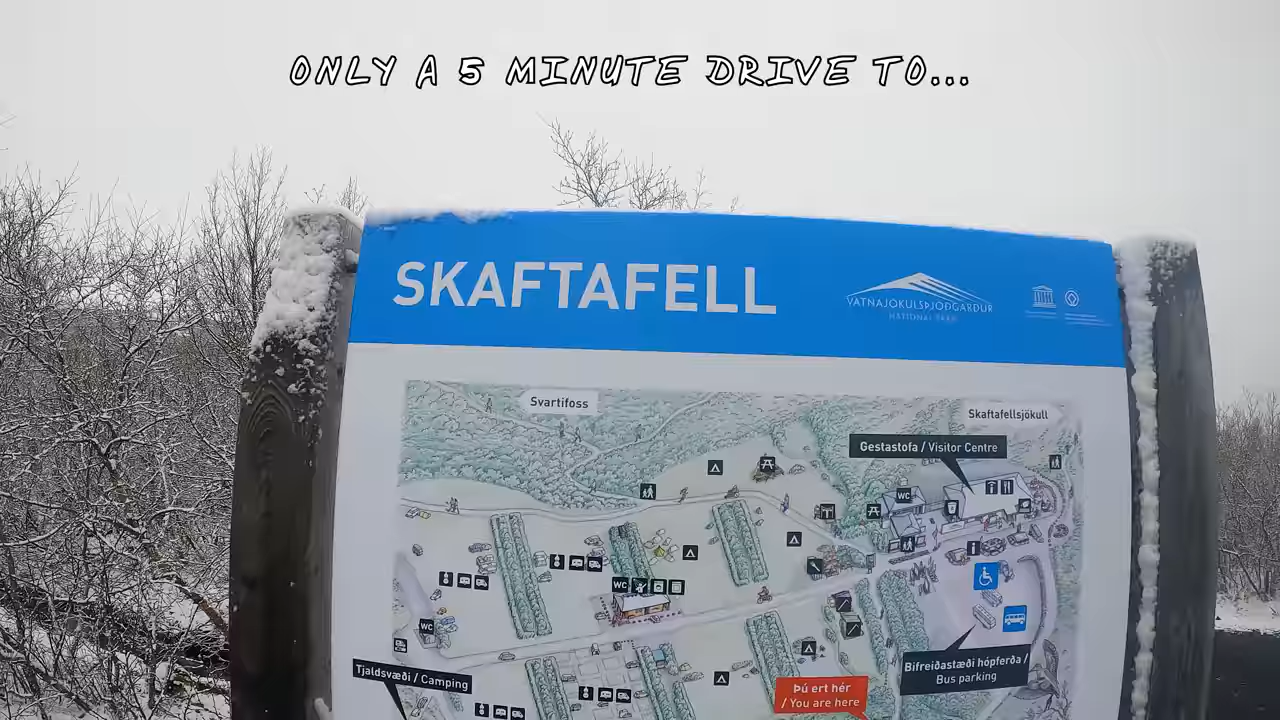 ONLY A 5 MINUTE DRIVE TO...
SKAFTAFELL
VATNAJÖKULSÞJÓÐGARÐUR
NATIONAL PARK
Svartifoss
Skaftafellsjökull
Gestastofa / Visitor Centre
WC
WC
WC
Tjaldsvæði / Camping
Bifreiðastæði hópferða /
Bus parking
Þú ert hér
/ You are here